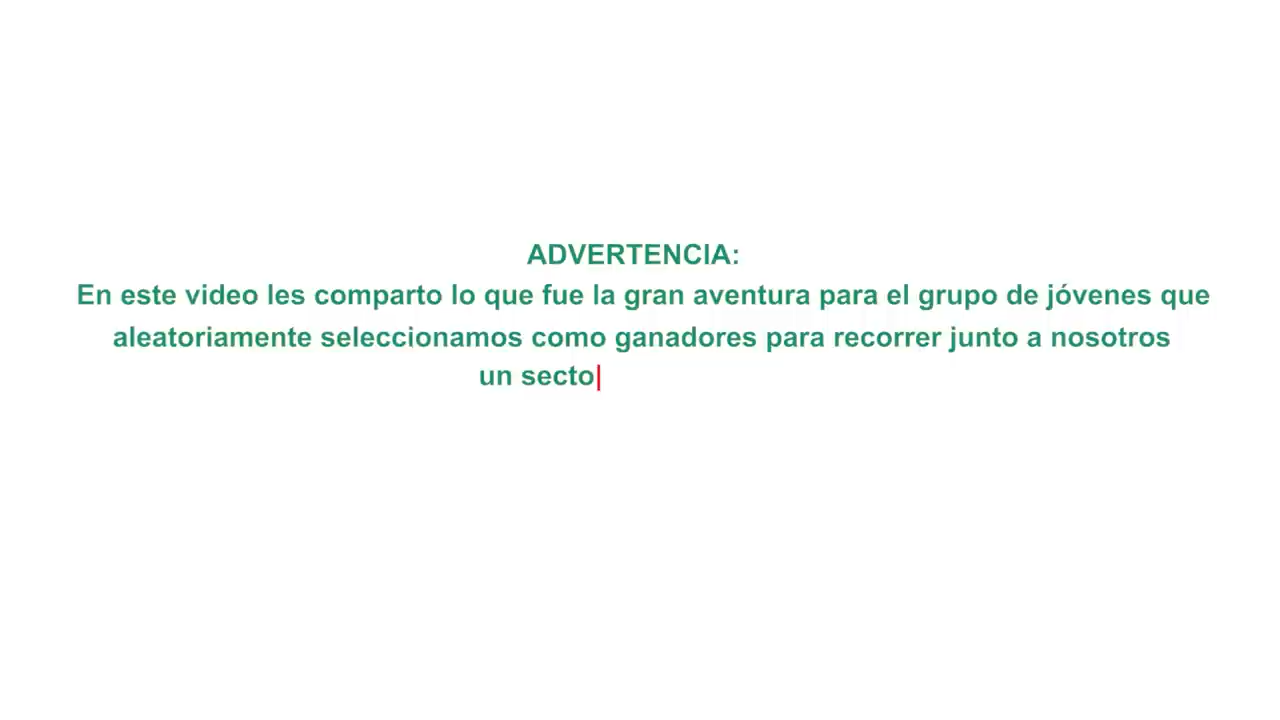 ADVERTENCIA:
En este video les comparto lo que fue la gran aventura para el grupo de jóvenes que
aleatoriamente seleccionamos como ganadores para recorrer junto a nosotros
un secto